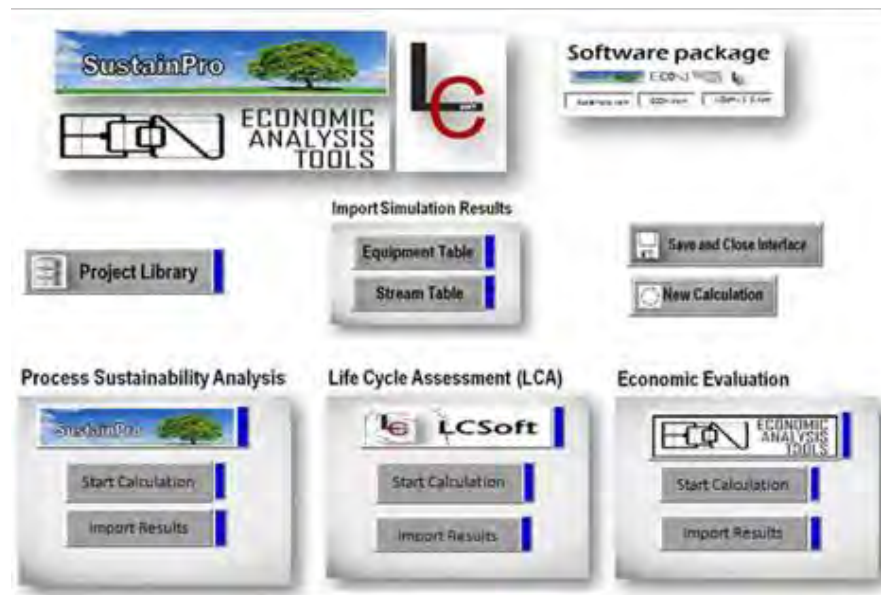 SustainPro
ECONOMIC
ANALYSIS
TOOLS
LC
Software package
ECON
Import Simulation Results
Equipment Table
Stream Table
Project Library
Save and Close Interface
New Calculation
Process Sustainability Analysis
Life Cycle Assessment (LCA)
Economic Evaluation
SustainPro
Start Calculation
Import Results
LC
LCSoft
Start Calculation
Import Results
ECON
ECONOMIC
ANALYSIS
TOOLS
Start Calculation
Import Results